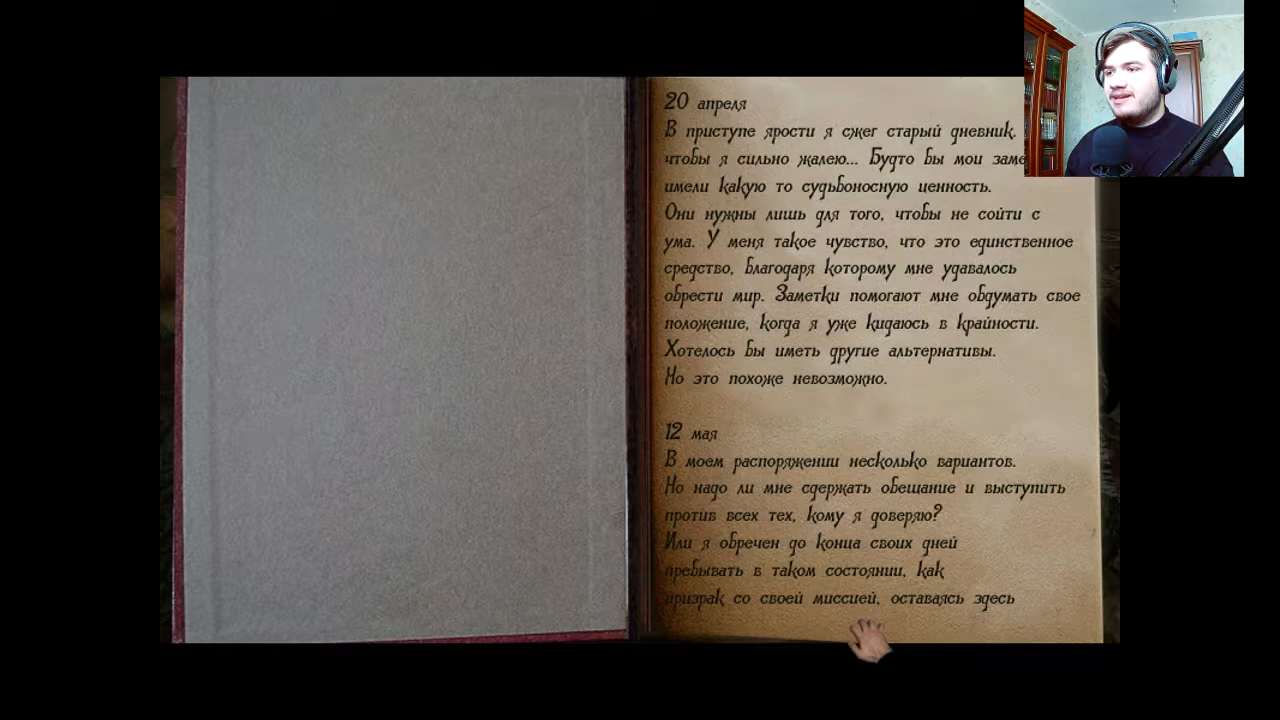 20 апреля
В приступе ярости я сжег старый дневник.
чтобы я сильно жалею... Будто бы мои
имели какую то судьбоносную ценность.
Они нужны лишь для того, чтобы не сойти с
ума. У меня такое чувство, что это единственное
средство, благодаря которому мне удавалось
обрести мир. Заметки помогают мне обдумать свое
положение, когда я уже кидаюсь в крайности.
Хотелось бы иметь другие альтернативы.
Но это похоже невозможно.
12 мая
В моем распоряжении несколько вариантов.
Но надо ли мне сдержать обещание и выступить
против всех тех, кому я доверяю?
Или я обречен до конца своих дней
пребывать в таком состоянии, как
призрак со своей миссией, оставаясь здесь